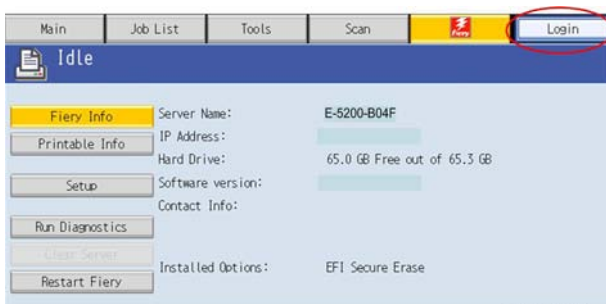 Main Job List Tools Scan Fiery Login
Idle
Fiery Info Server Name: E-5200-B04F
Printable Info IP Address:
Hard Drive: 65.0 GB Free out of 65.3 GB
Setup Software version:
Contact Info:
Run Diagnostics
Clear Server
Installed Options: EFI Secure Erase
Restart Fiery